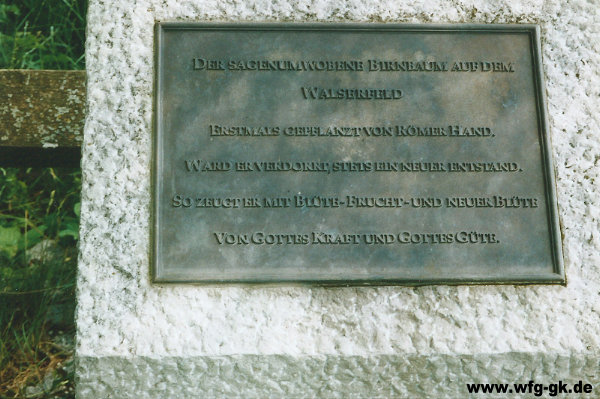 Der sagenumwobene Birnbaum auf dem
Walserfeld
Erstmals gepflanzt von Römer Hand,
Ward er verdorrt, stets ein neuer entstand.
So zeugt er mit Blüte-Frucht- und neuer Blüte
Von Gottes Kraft und Gottes Güte.
www.wfg-gk.de